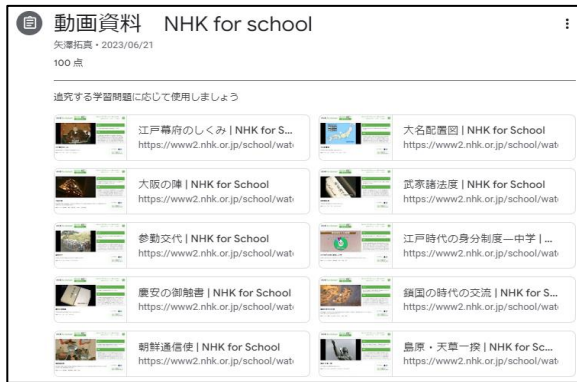 動画資料　NHK for school
矢澤拓真・2023/06/21
100 点
追究する学習問題に応じて使用しましょう
江戸幕府のしくみ | NHK for S...
https://www2.nhk.or.jp/school/wat
大名配置図 | NHK for School
https://www2.nhk.or.jp/school/wat
大阪の陣 | NHK for School
https://www2.nhk.or.jp/school/wat
武家諸法度 | NHK for School
https://www2.nhk.or.jp/school/wat
参勤交代 | NHK for School
https://www2.nhk.or.jp/school/wat
江戸時代の身分制度―中学 | ...
https://www2.nhk.or.jp/school/wat
慶安の御触書 | NHK for School
https://www2.nhk.or.jp/school/wat
鎖国の時代の交流 | NHK for S...
https://www2.nhk.or.jp/school/wat
朝鮮通信使 | NHK for School
https://www2.nhk.or.jp/school/wat
島原・天草一揆 | NHK for Sc...
https://www2.nhk.or.jp/school/wat